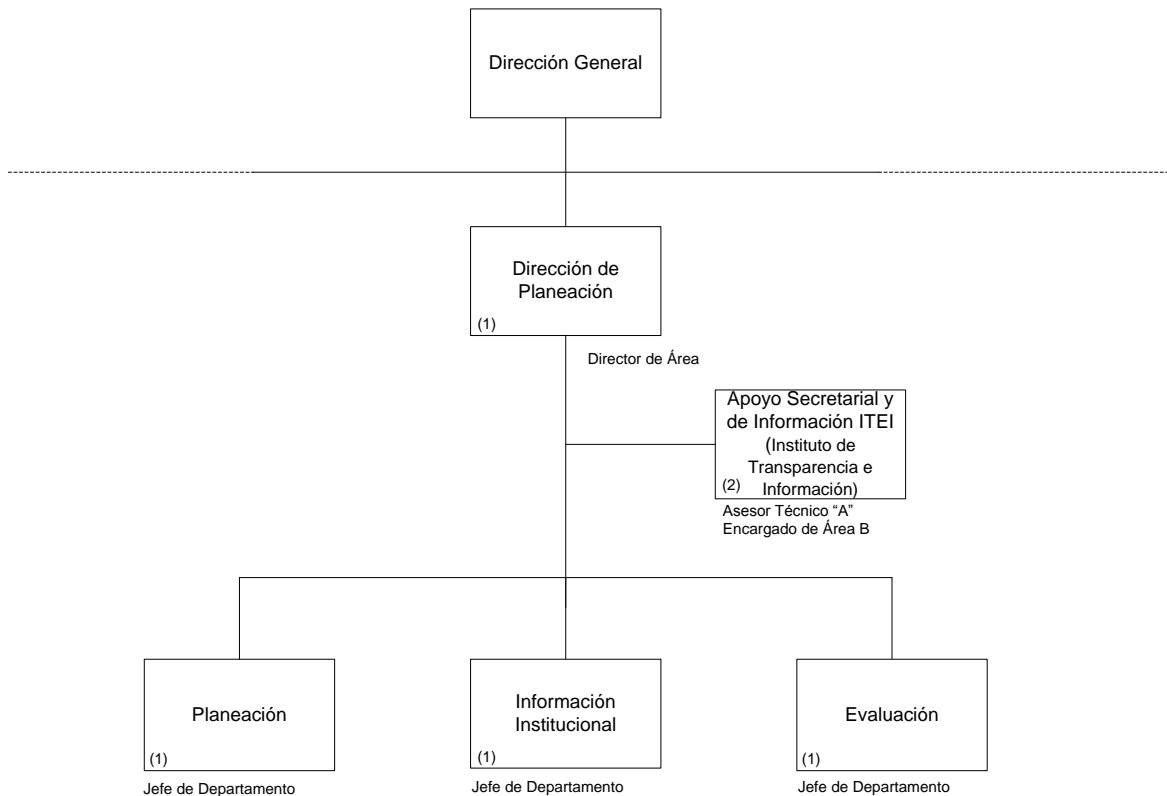 Dirección General
Dirección de
Planeación
(1)
Director de Área
Apoyo Secretarial y
de Información ITEI
(Instituto de
Transparencia e
Información)
(2)
Asesor Técnico “A”
Encargado de Área B
Planeación
(1)
Jefe de Departamento
Información
Institucional
(1)
Jefe de Departamento
Evaluación
(1)
Jefe de Departamento